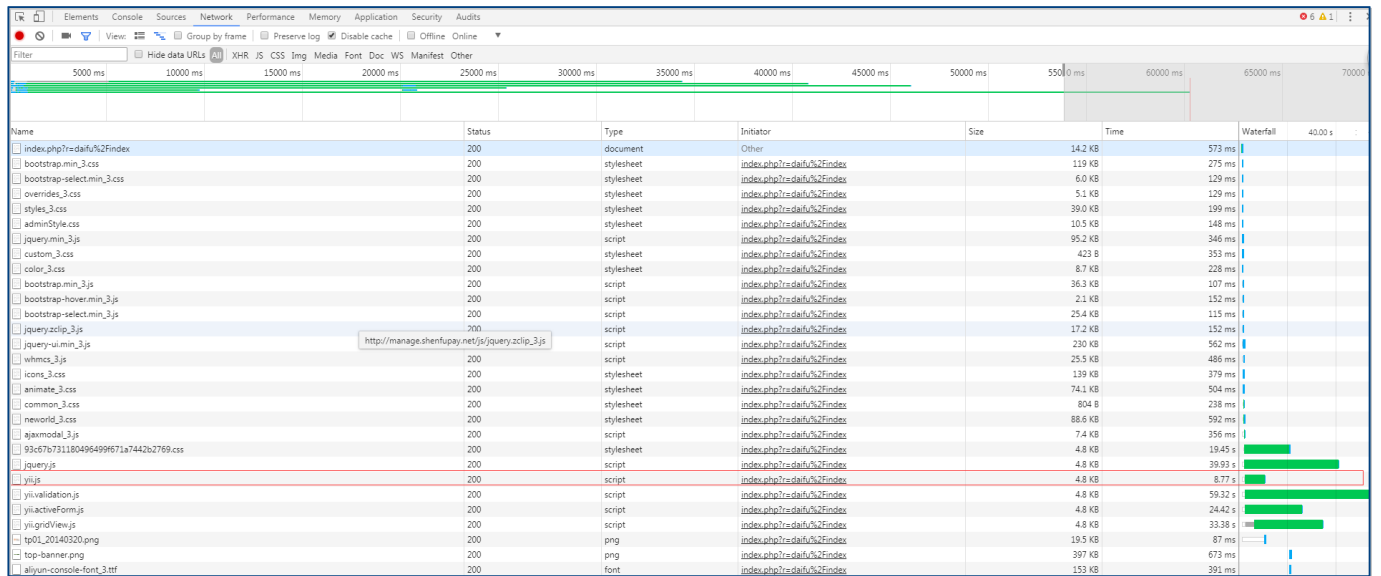 Elements Console Sources Network Performance Memory Application Security Audits 6 1
View: Group by frame Preserve log Disable cache Offline Online
Filter Hide data URLs All XHR JS CSS Img Media Font Doc WS Manifest Other
5000 ms 10000 ms 15000 ms 20000 ms 25000 ms 30000 ms 35000 ms 40000 ms 45000 ms 50000 ms 55000 ms 60000 ms 65000 ms 70000
Name Status Type Initiator Size Time Waterfall 40.00 s
index.php?r=daifu%2Findex 200 document Other 14.2 KB 573 ms
bootstrap.min_3.css 200 stylesheet index.php?r=daifu%2Findex 119 KB 275 ms
bootstrap-select.min_3.css 200 stylesheet index.php?r=daifu%2Findex 6.0 KB 129 ms
overrides_3.css 200 stylesheet index.php?r=daifu%2Findex 5.1 KB 129 ms
styles_3.css 200 stylesheet index.php?r=daifu%2Findex 39.0 KB 199 ms
adminStyle.css 200 stylesheet index.php?r=daifu%2Findex 10.5 KB 148 ms
jquery.min_3.js 200 script index.php?r=daifu%2Findex 95.2 KB 346 ms
custom_3.css 200 stylesheet index.php?r=daifu%2Findex 423 B 353 ms
color_3.css 200 stylesheet index.php?r=daifu%2Findex 8.7 KB 228 ms
bootstrap.min_3.js 200 script index.php?r=daifu%2Findex 36.3 KB 107 ms
bootstrap-hover.min_3.js 200 script index.php?r=daifu%2Findex 2.1 KB 152 ms
bootstrap-select.min_3.js 200 script index.php?r=daifu%2Findex 25.4 KB 115 ms
jquery.zclip_3.js 200 script index.php?r=daifu%2Findex 17.2 KB 152 ms
jquery-ui.min_3.js http://manage.shenfupay.net/js/jquery.zclip_3.js script index.php?r=daifu%2Findex 230 KB 562 ms
whmcs_3.js 200 script index.php?r=daifu%2Findex 25.5 KB 486 ms
icons_3.css 200 stylesheet index.php?r=daifu%2Findex 139 KB 379 ms
animate_3.css 200 stylesheet index.php?r=daifu%2Findex 74.1 KB 504 ms
common_3.css 200 stylesheet index.php?r=daifu%2Findex 804 B 238 ms
neworld_3.css 200 stylesheet index.php?r=daifu%2Findex 88.6 KB 592 ms
ajaxmodal_3.js 200 script index.php?r=daifu%2Findex 7.4 KB 356 ms
93c67b731180496499f671a7442b2769.css 200 stylesheet index.php?r=daifu%2Findex 4.8 KB 19.45 s
jquery.js 200 script index.php?r=daifu%2Findex 4.8 KB 39.93 s
yii.js 200 script index.php?r=daifu%2Findex 4.8 KB 8.77 s
yii.validation.js 200 script index.php?r=daifu%2Findex 4.8 KB 59.32 s
yii.activeForm.js 200 script index.php?r=daifu%2Findex 4.8 KB 24.42 s
yii.gridView.js 200 script index.php?r=daifu%2Findex 4.8 KB 33.38 s
tp01_20140320.png 200 png index.php?r=daifu%2Findex 19.5 KB 87 ms
top-banner.png 200 png index.php?r=daifu%2Findex 397 KB 673 ms
aliyun-console-font_3.ttf 200 font index.php?r=daifu%2Findex 153 KB 391 ms